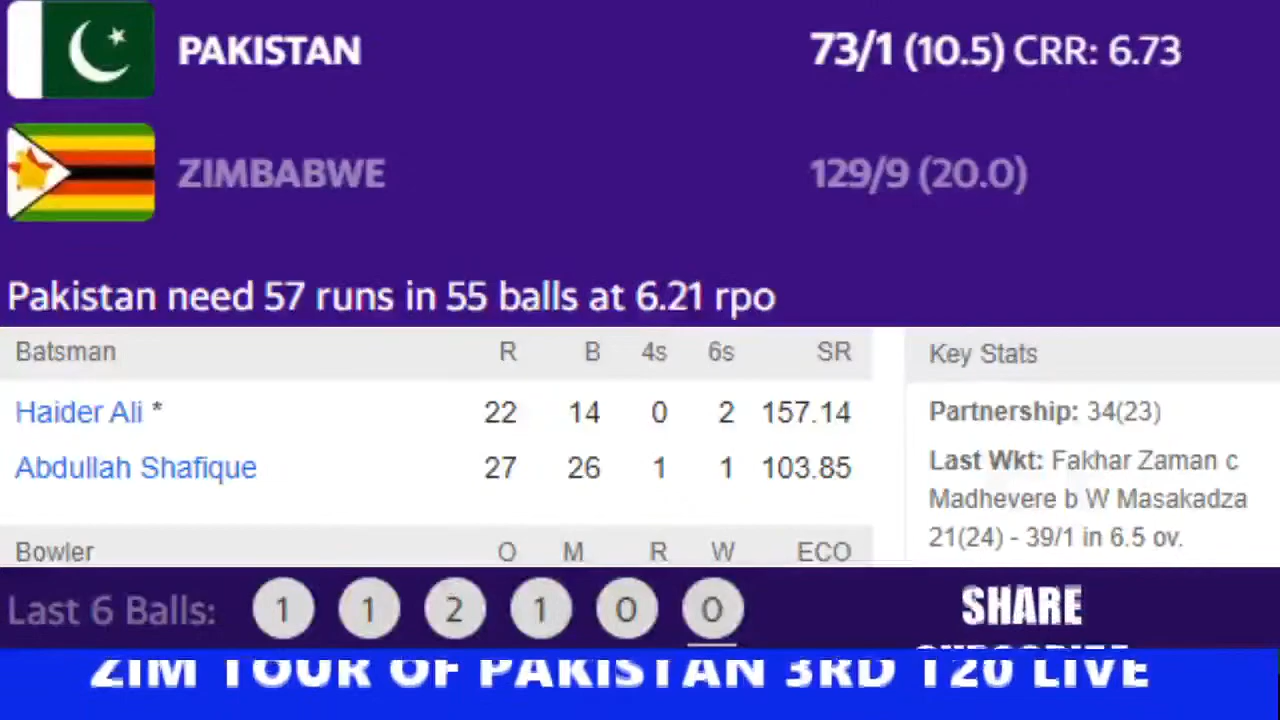 PAKISTAN 73/1 (10.5) CRR: 6.73
ZIMBABWE 129/9 (20.0)
Pakistan need 57 runs in 55 balls at 6.21 rpo
Batsman R B 4s 6s SR
Haider Ali * 22 14 0 2 157.14
Abdullah Shafique 27 26 1 1 103.85
Bowler O M R W ECO
Key Stats
Partnership: 34(23)
Last Wkt: Fakhar Zaman c
Madhevere b W Masakadza
21(24) - 39/1 in 6.5 ov.
Last 6 Balls: 1 1 2 1 0 0
SHARE
ZIM TOUR OF PAKISTAN 3RD T20 LIVE